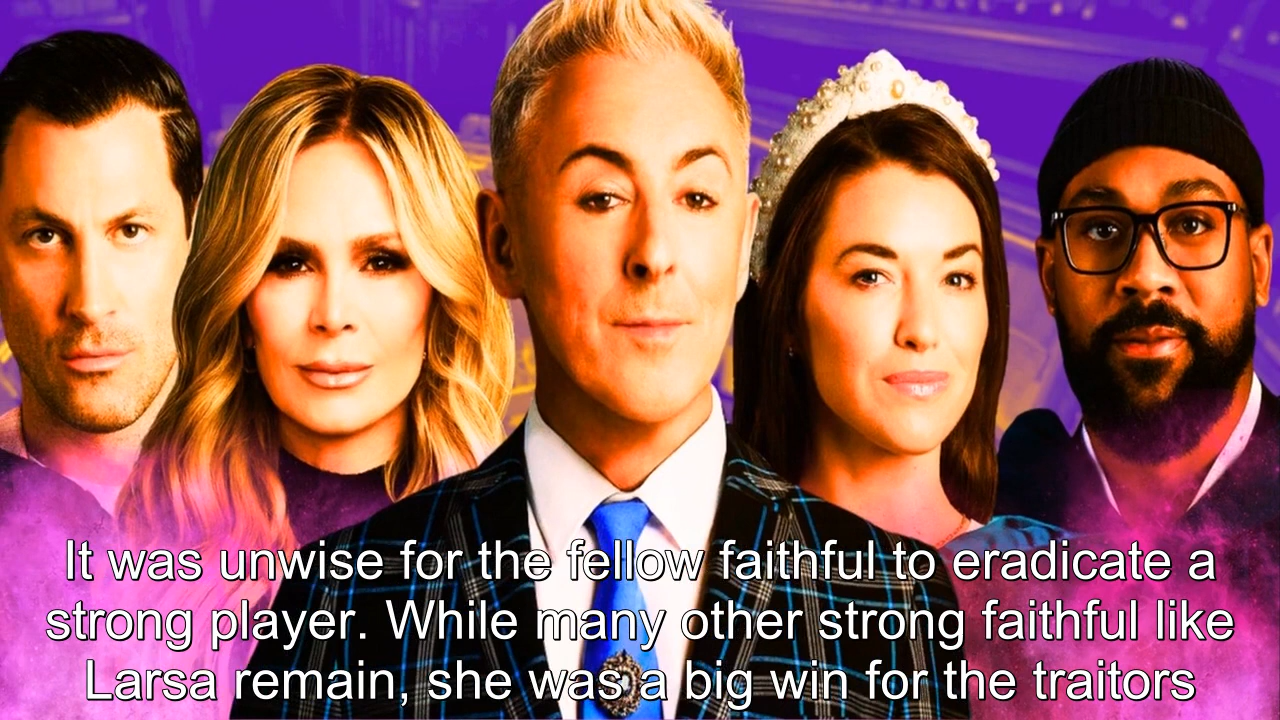 It was unwise for the fellow faithful to eradicate a
strong player. While many other strong faithful like
Larsa remain, she was a big win for the traitors